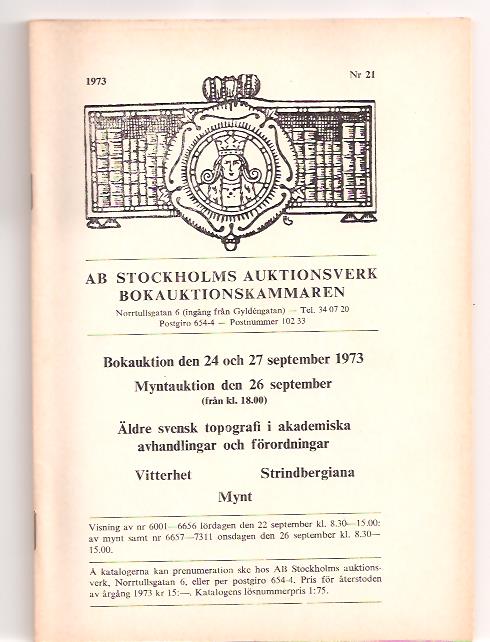 1973
Nr 21
AB STOCKHOLMS AUKTIONSVERK
BOKAUKTIONSKAMMAREN
Norrtullsgatan 6 (ingång från Gyldéngatan) — Tel. 34 07 20
Postgiro 654-4 — Postnummer 102 33
Bokauktion den 24 och 27 september 1973
Myntauktion den 26 september
(från kl. 18.00)
Äldre svensk topografi i akademiska
avhandlingar och förordningar
Vitterhet Strindbergiana
Mynt
Visning av nr 6001—6656 lördagen den 22 september kl. 8.30—15.00:
av mynt samt nr 6657—7311 onsdagen den 26 september kl. 8.30—
15.00.
Å katalogerna kan prenumeration ske hos AB Stockholms auktions-
verk, Norrtullsgatan 6, eller per postgiro 654-4. Pris för återstoden
av årgång 1973 kr 15:—. Katalogens lösnummerpris 1:75.